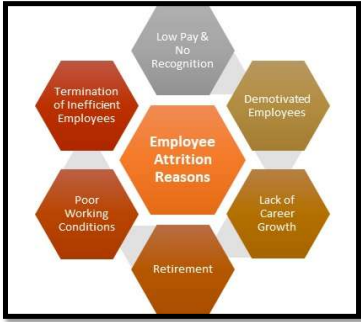 Low Pay &
No
Recognition
Termination
of Inefficient
Employees
Demotivated
Employees
Employee
Attrition
Reasons
Poor
Working
Conditions
Lack of
Career
Growth
Retirement